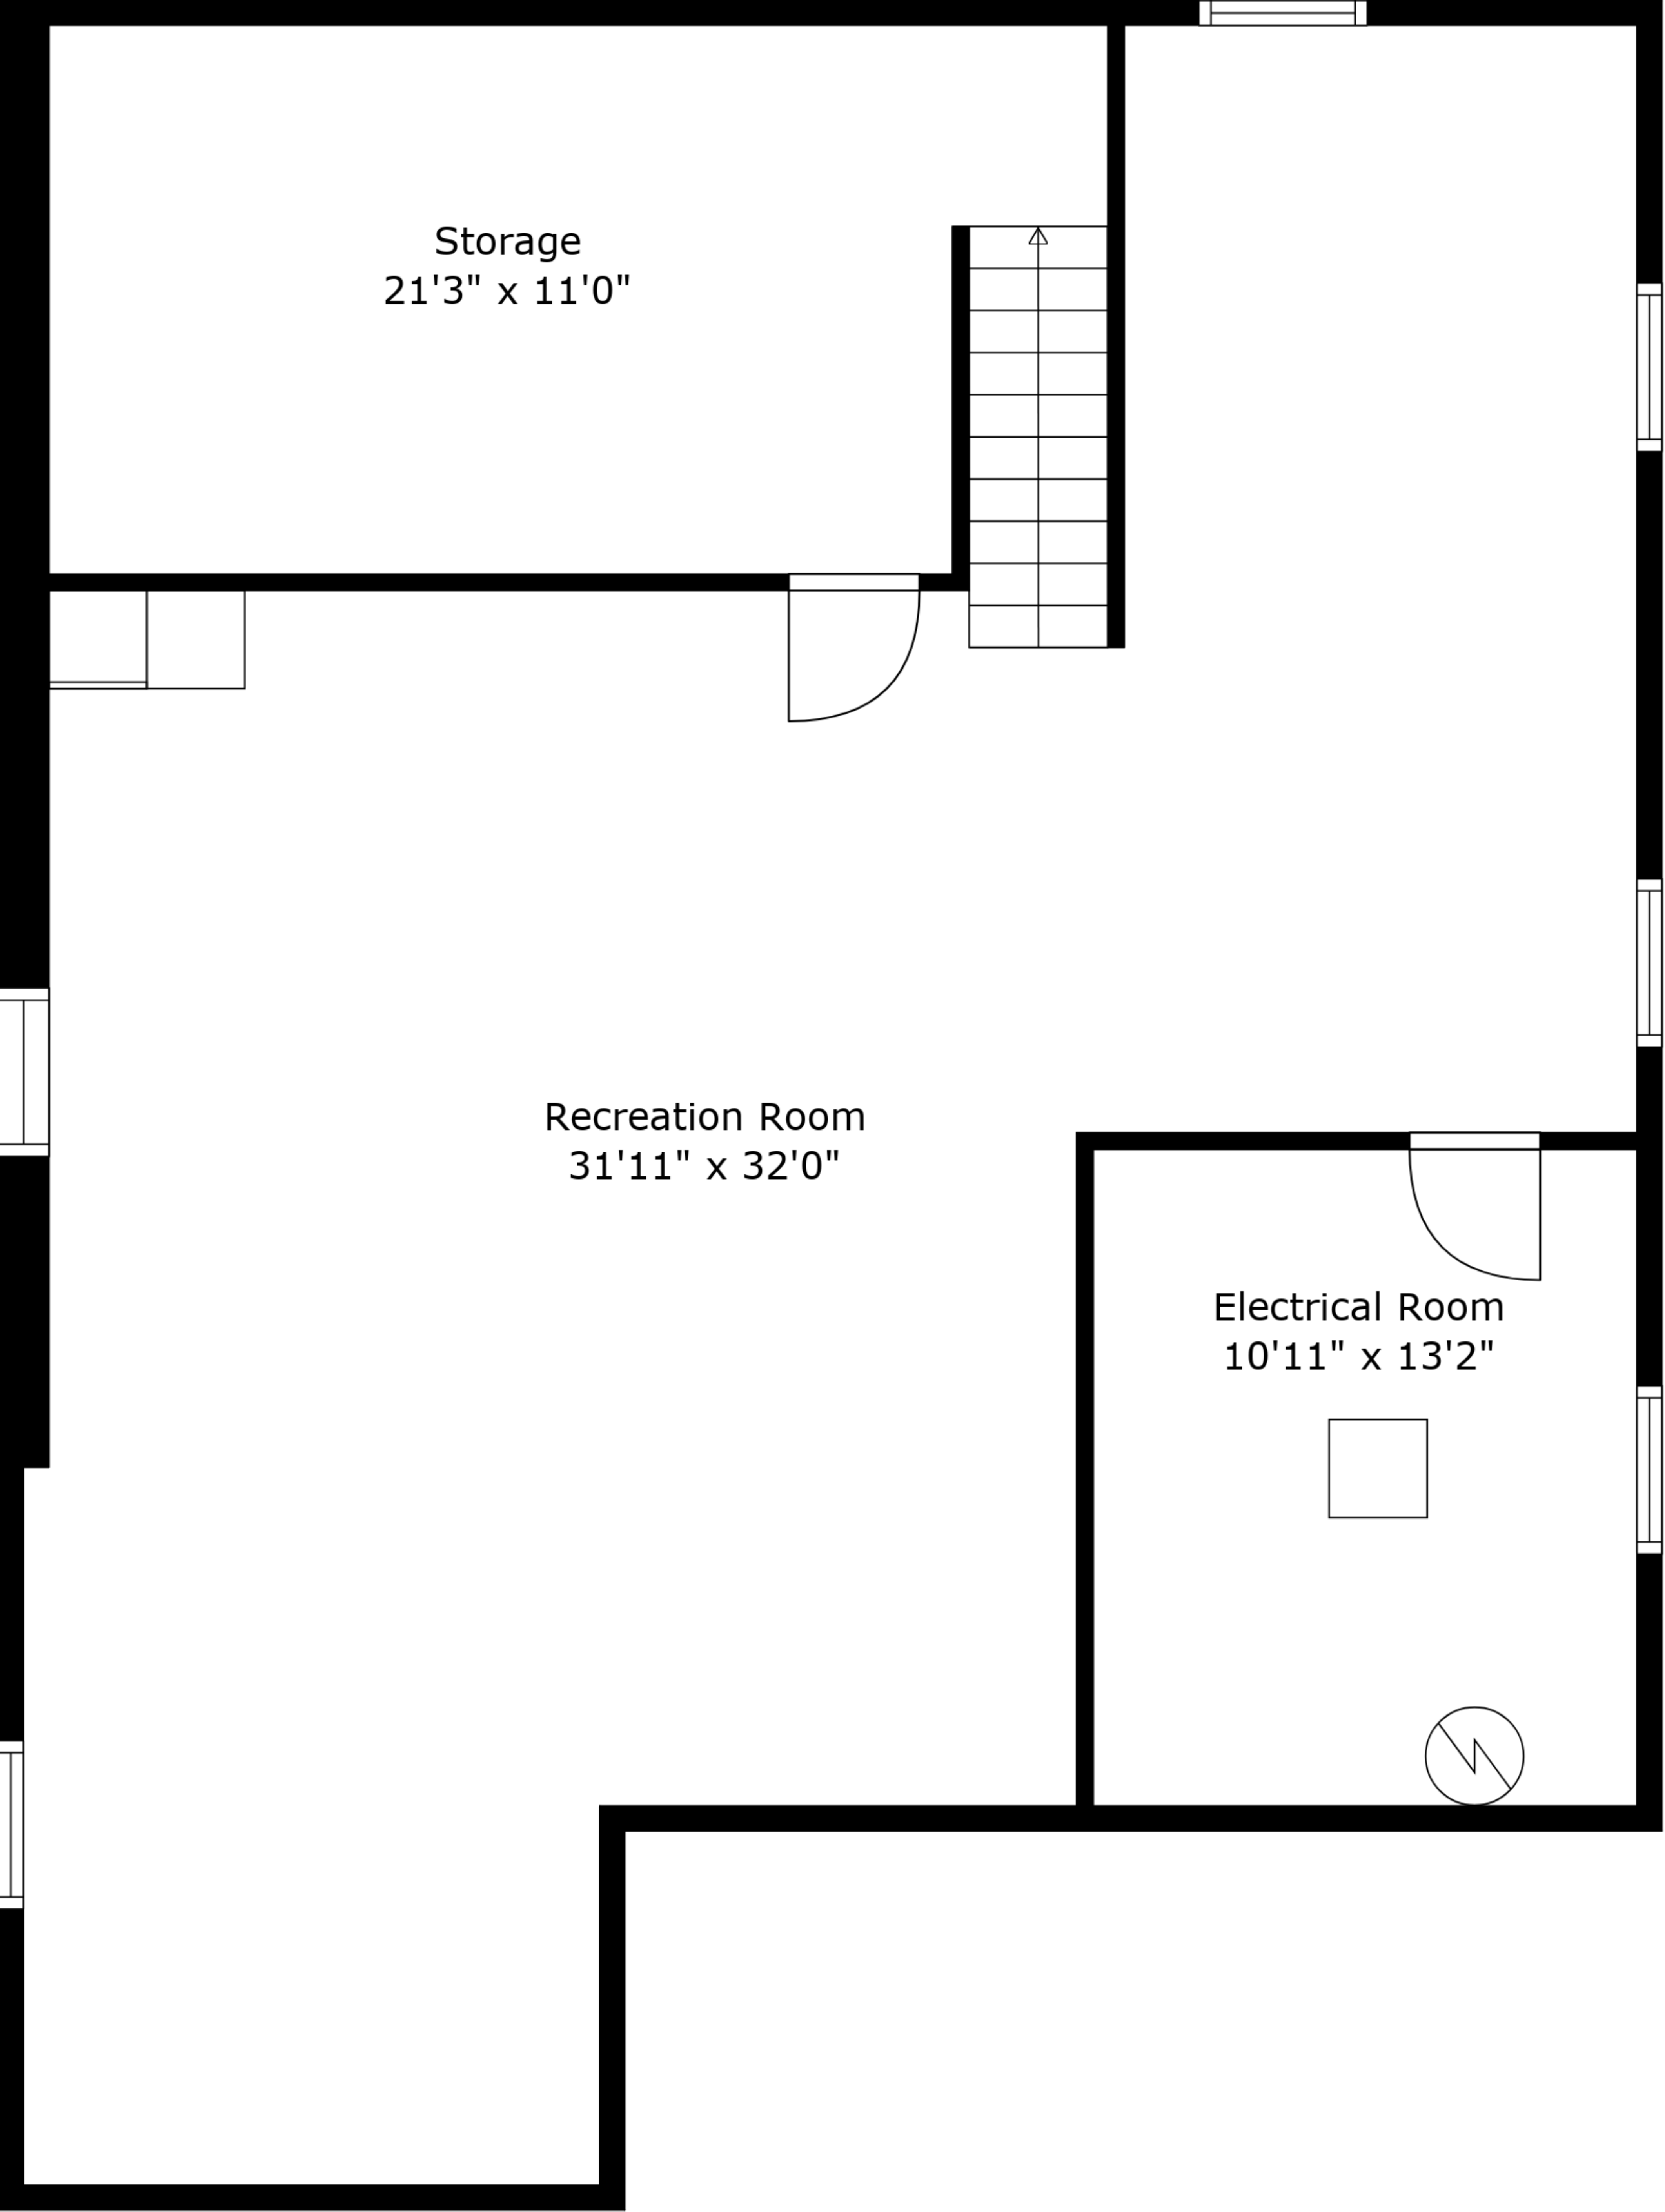 Storage
21'3" x 11'0"
Recreation Room
31'11" x 32'0"
Electrical Room
10'11" x 13'2"